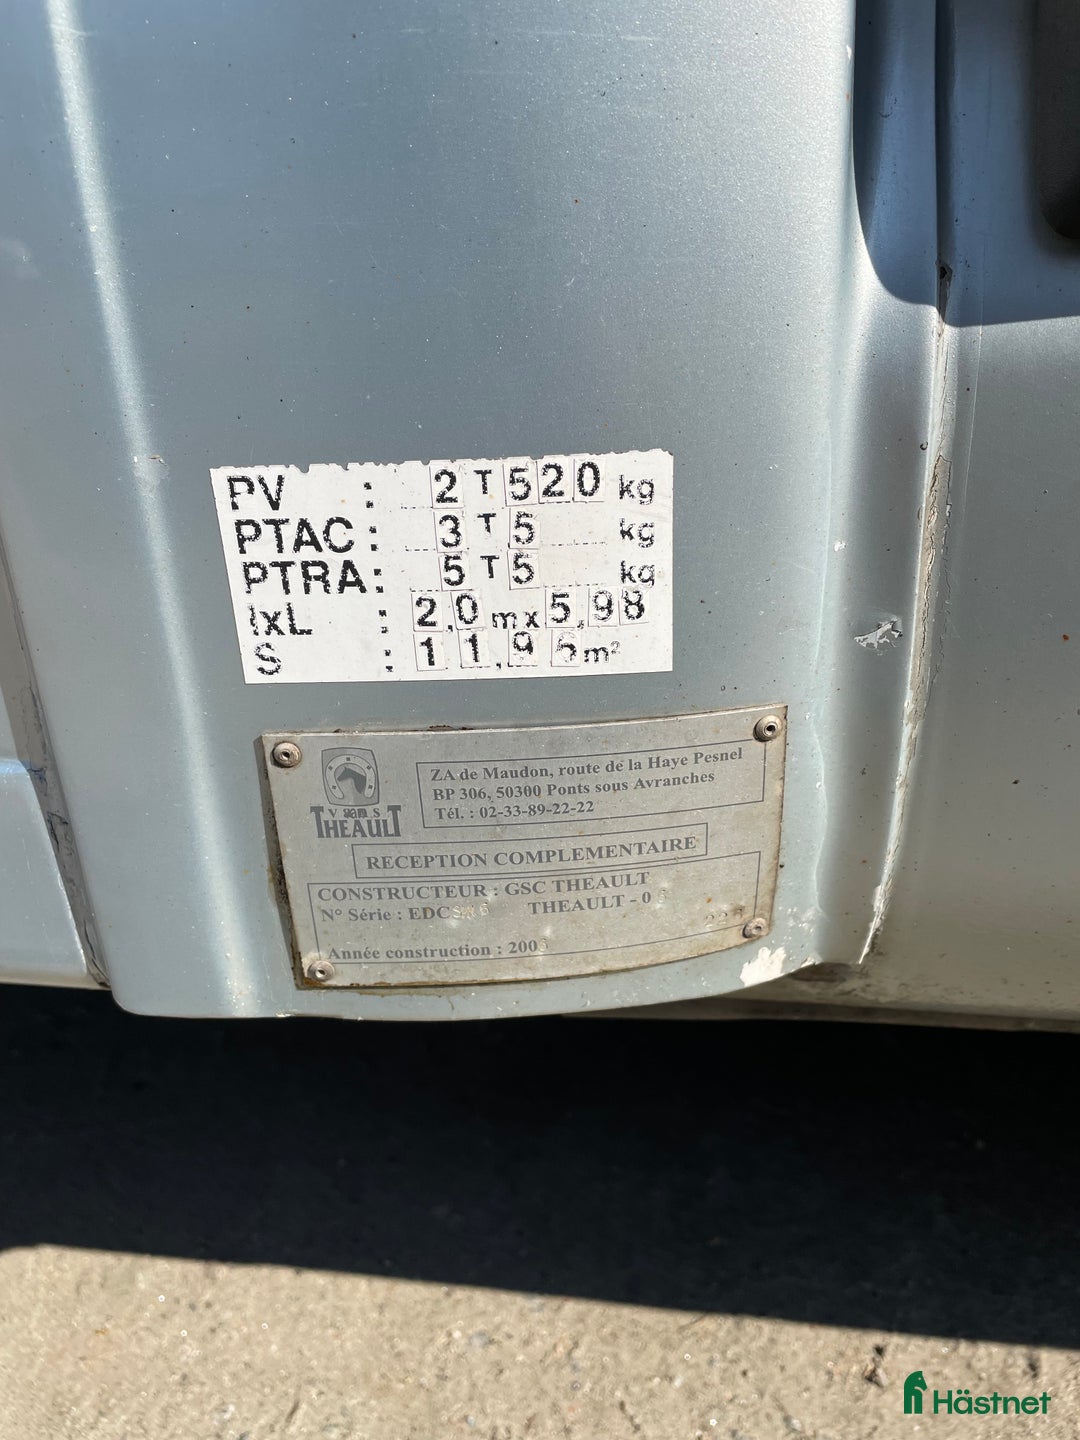 PV : 2 T 520 kg
PTAC : 3 T 5 kg
PTRA : 5 T 5 kg
lxL : 2,0 m x 5,98
S : 11,96 m²
VANS
THEAULT
ZA de Maudon, route de la Haye Pesnel
BP 306, 50300 Ponts sous Avranches
Tél. : 02-33-89-22-22
RECEPTION COMPLEMENTAIRE
CONSTRUCTEUR : GSC THEAULT
N° Série : THEAULT - 0
Année construction :
Hästnet